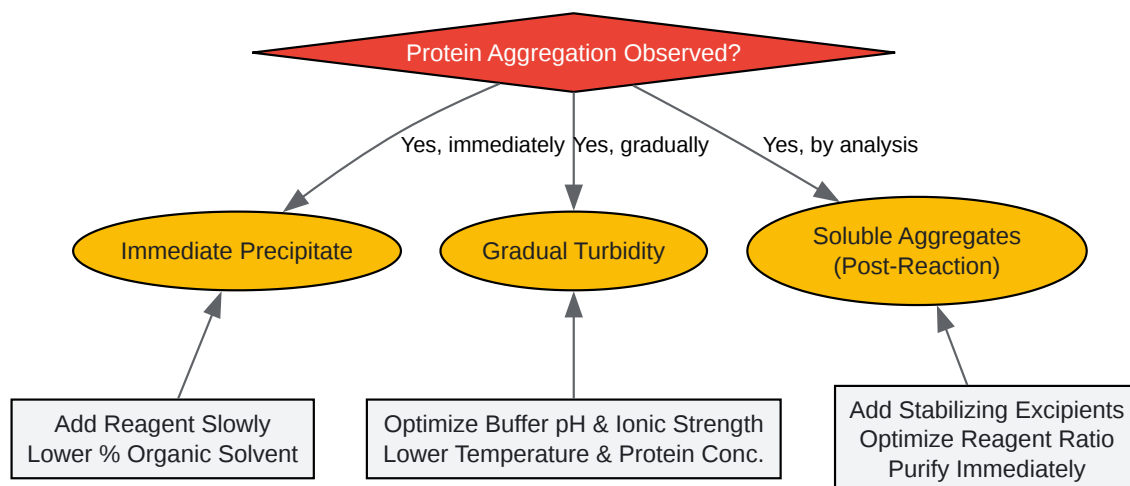 Protein Aggregation Observed?
Yes, immediately
Yes, gradually
Yes, by analysis
Immediate Precipitate
Gradual Turbidity
Soluble Aggregates
(Post-Reaction)
Add Reagent Slowly
Lower % Organic Solvent
Optimize Buffer pH & Ionic Strength
Lower Temperature & Protein Conc.
Add Stabilizing Excipients
Optimize Reagent Ratio
Purify Immediately